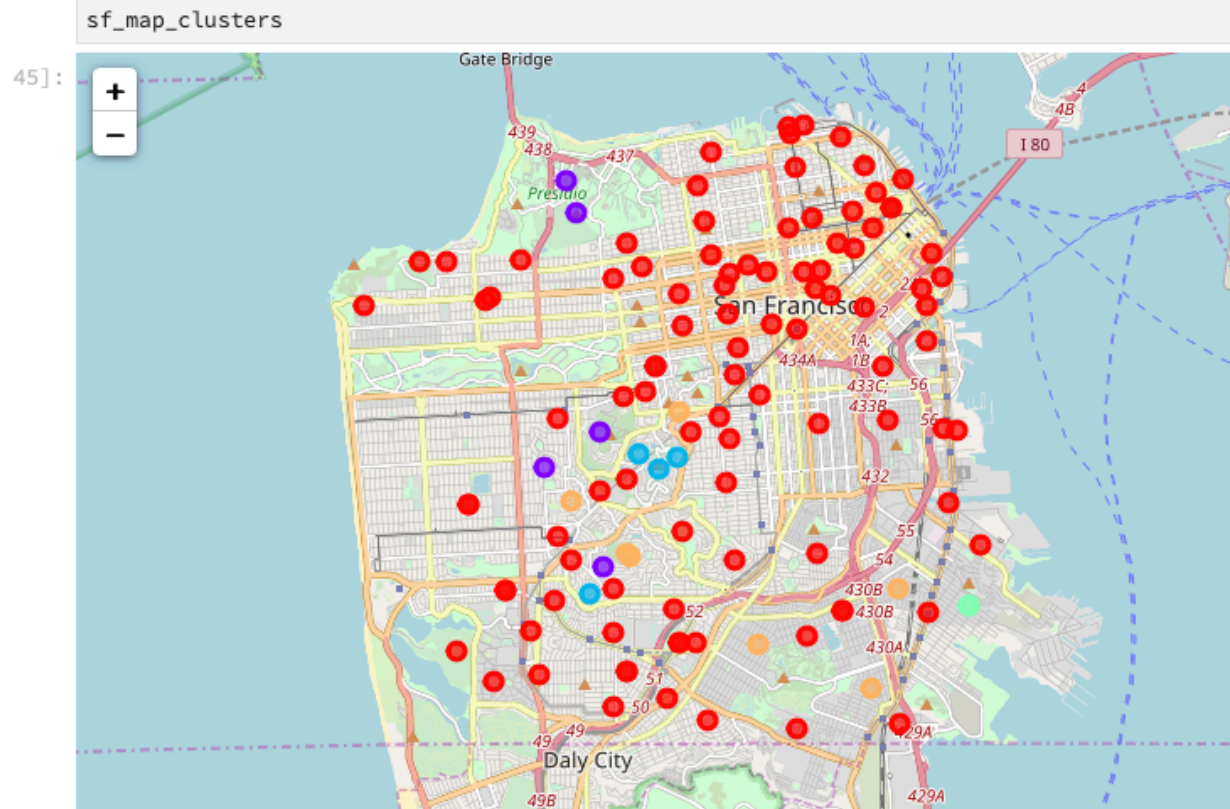 sf_map_clusters
45]:
+
−
Gate Bridge
4
4B
439
438
437
I 80
Presidio
San Francisco
2
2
1A;
1B
434A
433C;
433B
56
56
432
55
54
430B
430B
52
430A
51
50
49
49
429A
Daly City
49B
429A